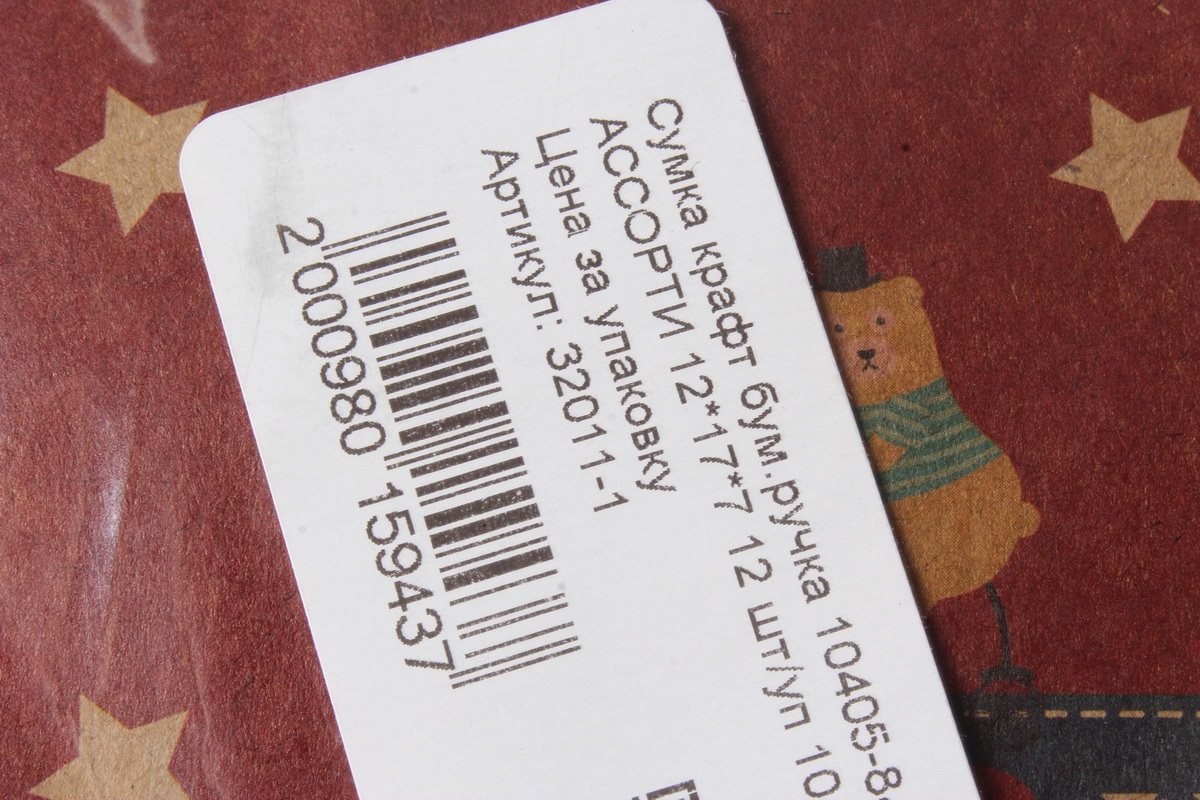 Сумка крафт бум.ручка 10405-8
АССОРТИ 12*17*7 12 шт/уп 10
Цена за упаковку
Артикул: 32011-1
2 000980 159437